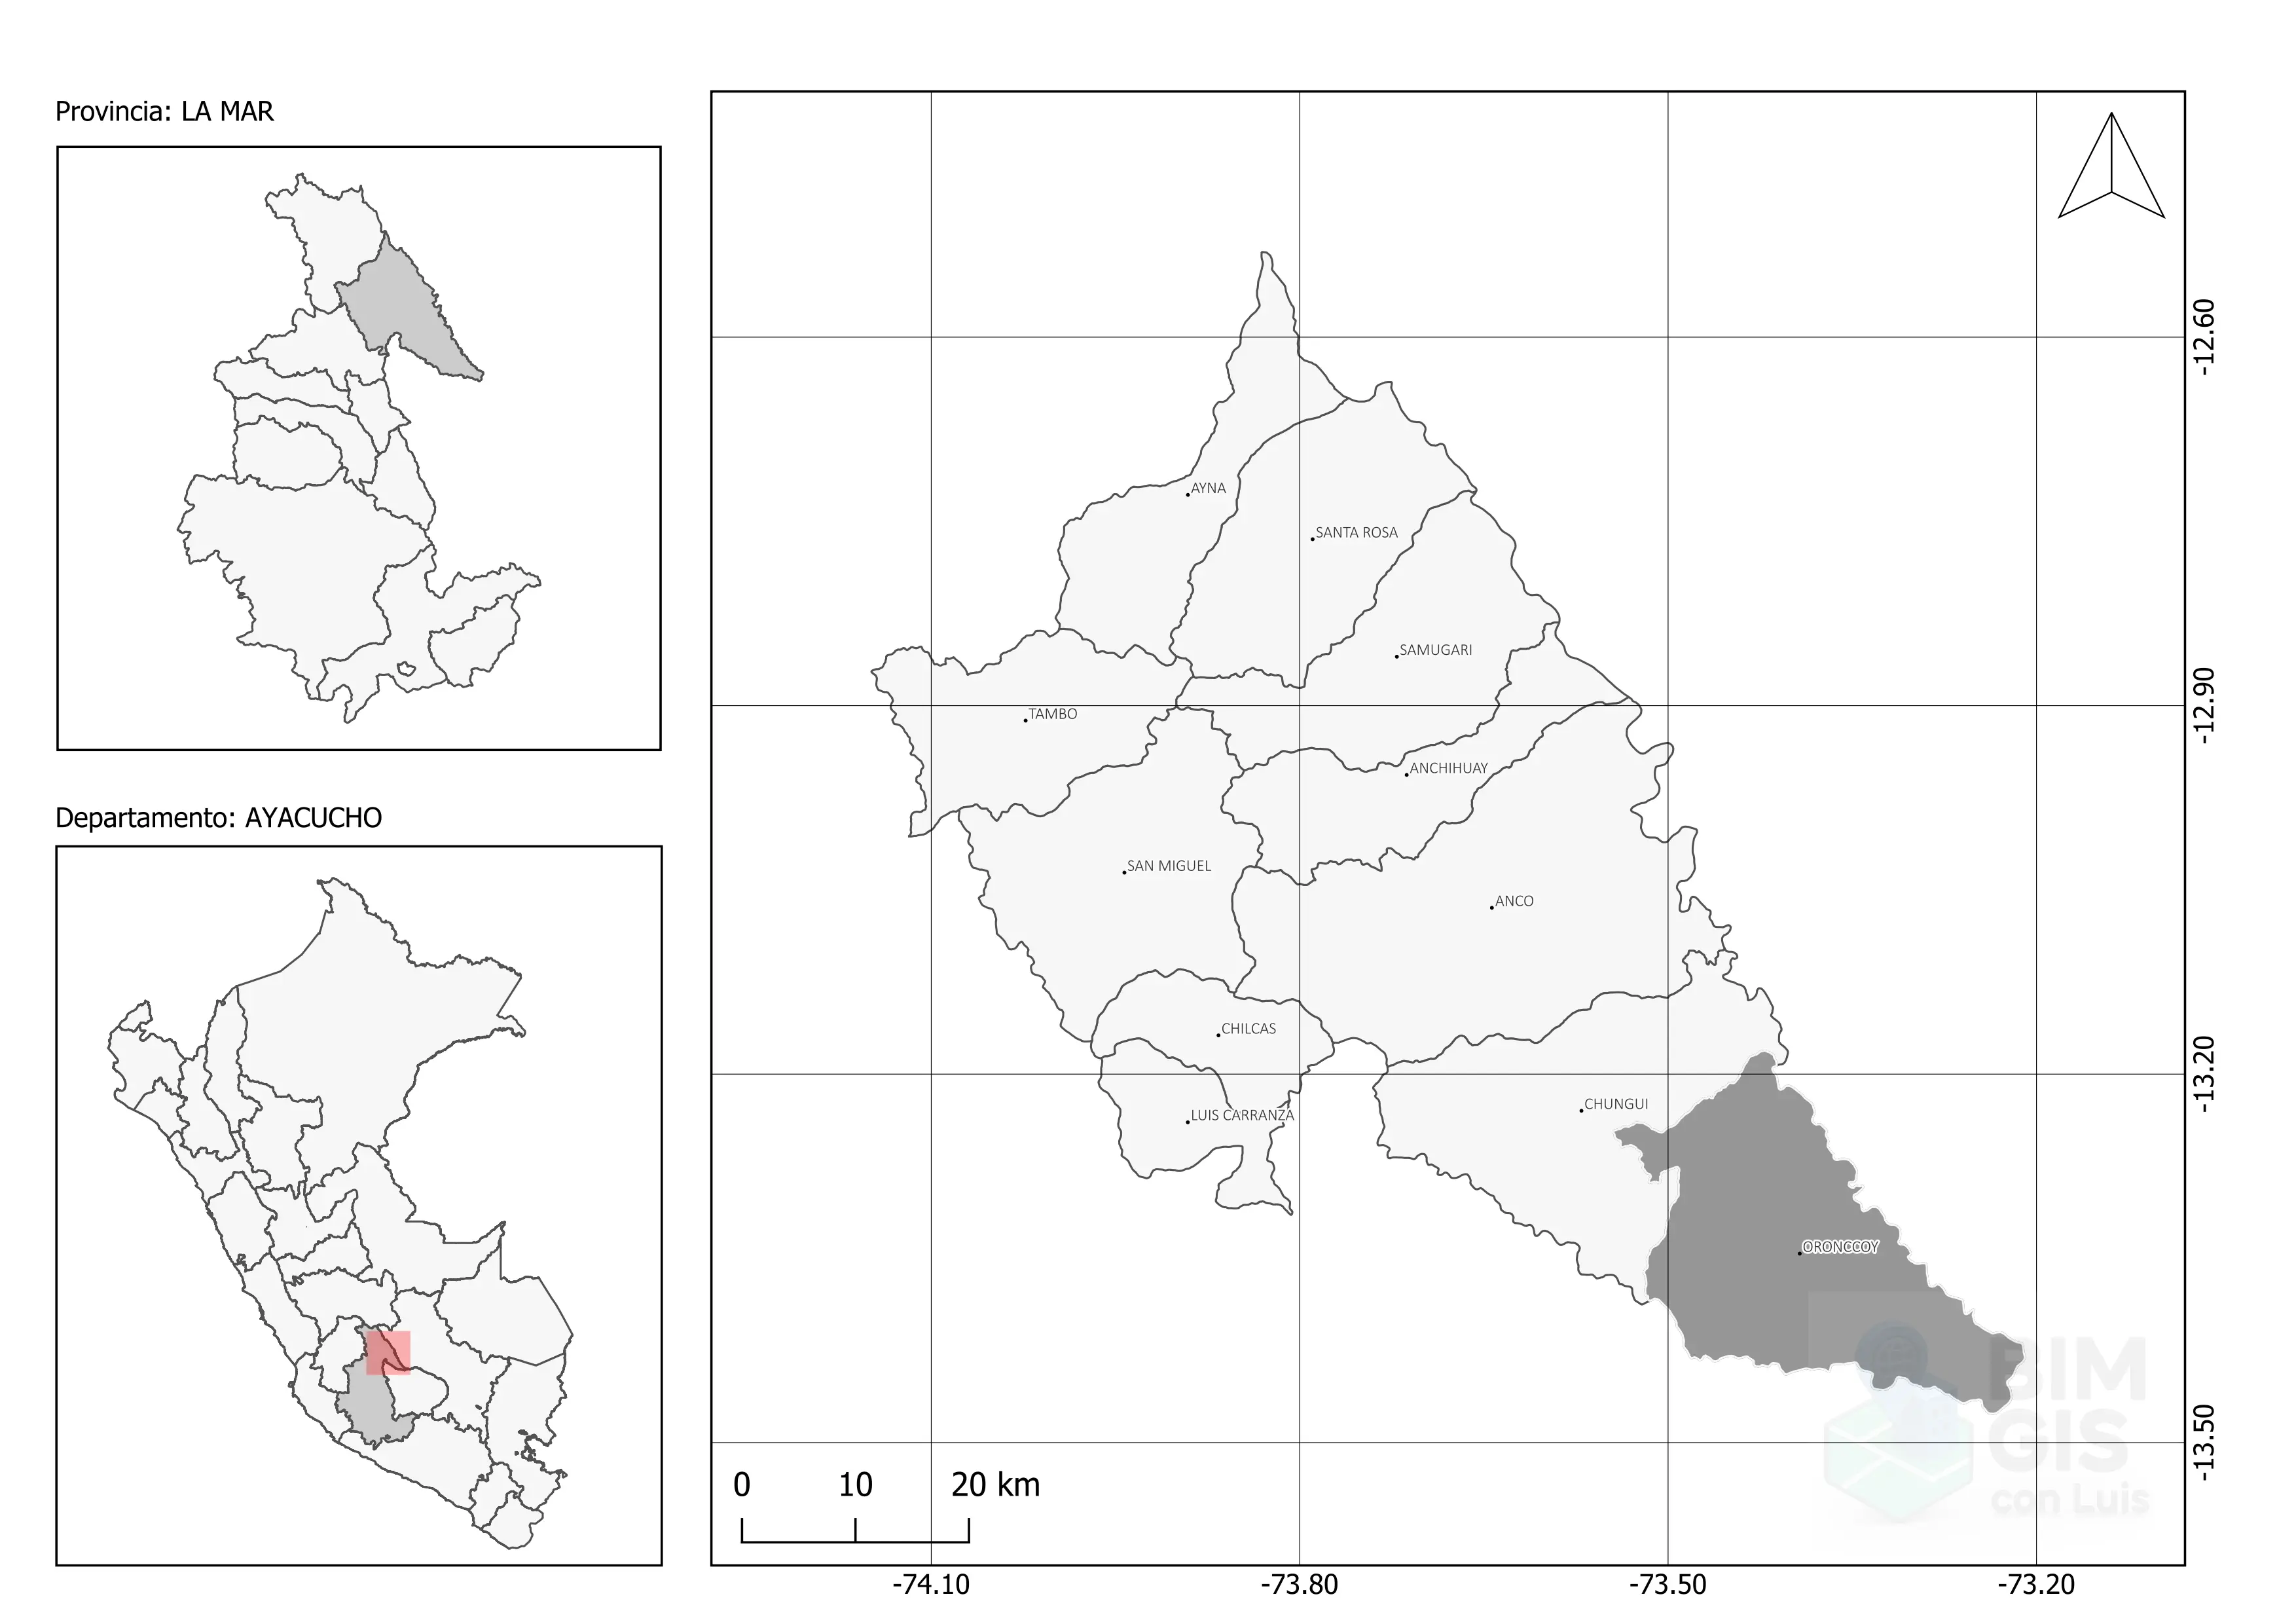 Provincia: LA MAR
Departamento: AYACUCHO
AYNA
SANTA ROSA
SAMUGARI
TAMBO
ANCHIHUAY
SAN MIGUEL
ANCO
CHILCAS
CHUNGUI
LUIS CARRANZA
ORONCCOY
-12.60
-12.90
-13.20
-13.50
BIM
GIS
con Luis
0 10 20 km
-74.10 -73.80 -73.50 -73.20